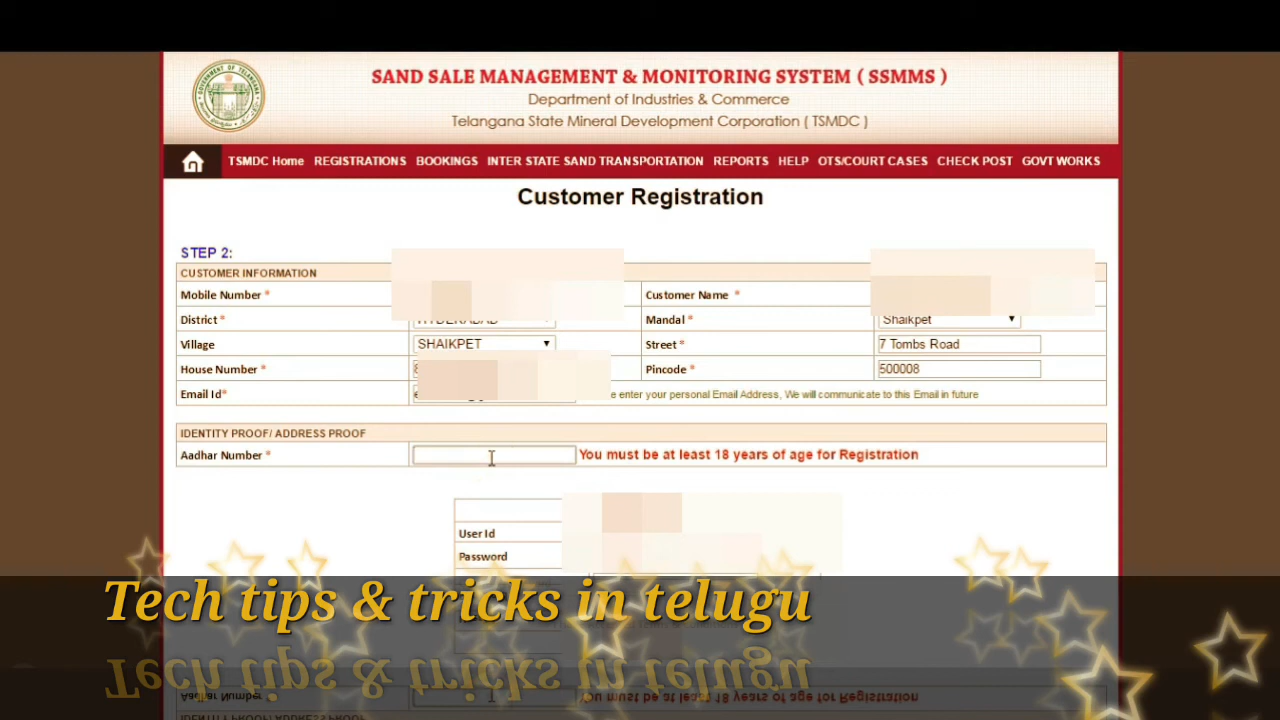 SAND SALE MANAGEMENT & MONITORING SYSTEM ( SSMMS )
Department of Industries & Commerce
Telangana State Mineral Development Corporation ( TSMDC )
TSMDC Home REGISTRATIONS BOOKINGS INTER STATE SAND TRANSPORTATION REPORTS HELP OTS/COURT CASES CHECK POST GOVT WORKS
Customer Registration
STEP 2:
CUSTOMER INFORMATION
Mobile Number * Customer Name *
District * HYDERABAD Mandal * Shaikpet
Village SHAIKPET Street * 7 Tombs Road
House Number * 8 Pincode * 500008
Email Id* e enter your personal Email Address, We will communicate to this Email in future
IDENTITY PROOF/ ADDRESS PROOF
Aadhar Number * You must be at least 18 years of age for Registration
User Id
Password
Tech tips & tricks in telugu